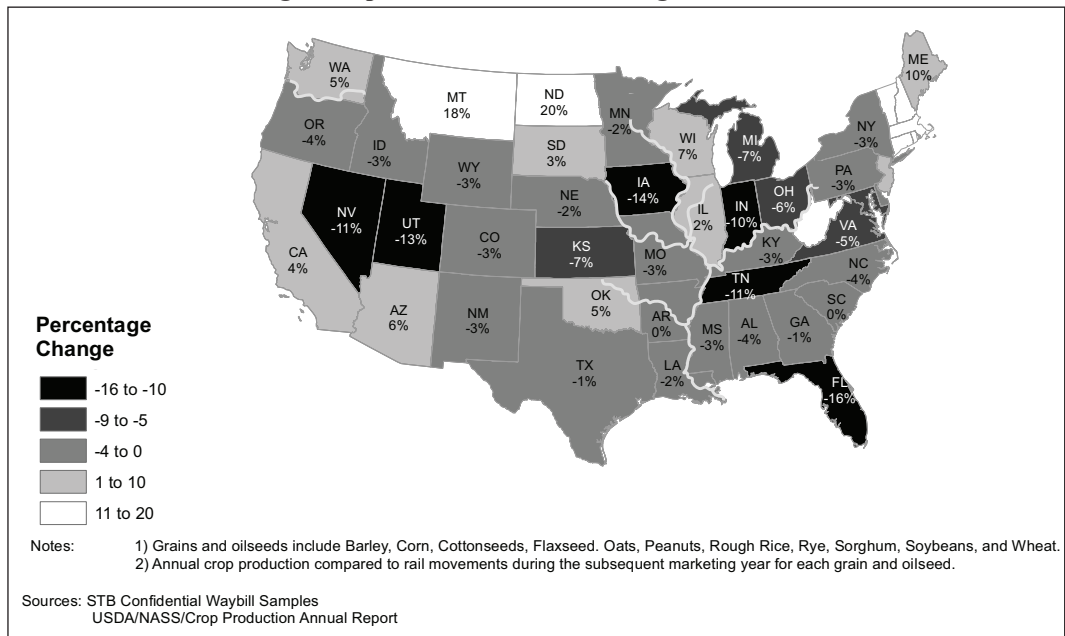 WA
5%
MT
18%
ND
20%
MN
-2%
ME
10%
OR
-4%
ID
-3%
WY
-3%
SD
3%
WI
7%
MI
-7%
NY
-3%
PA
-3%
NV
-11%
UT
-13%
CO
-3%
NE
-2%
IA
-14%
IL
2%
IN
-10%
OH
-6%
VA
-5%
CA
4%
AZ
6%
NM
-3%
KS
-7%
OK
5%
MO
-3%
KY
-3%
TN
-11%
NC
-4%
SC
0%
AR
0%
TX
-1%
LA
-2%
MS
-3%
AL
-4%
GA
-1%
FL
-16%
Percentage
Change
-16 to -10
-9 to -5
-4 to 0
1 to 10
11 to 20
Notes: 1) Grains and oilseeds include Barley, Corn, Cottonseeds, Flaxseed. Oats, Peanuts, Rough Rice, Rye, Sorghum, Soybeans, and Wheat.
2) Annual crop production compared to rail movements during the subsequent marketing year for each grain and oilseed.
Sources: STB Confidential Waybill Samples
USDA/NASS/Crop Production Annual Report